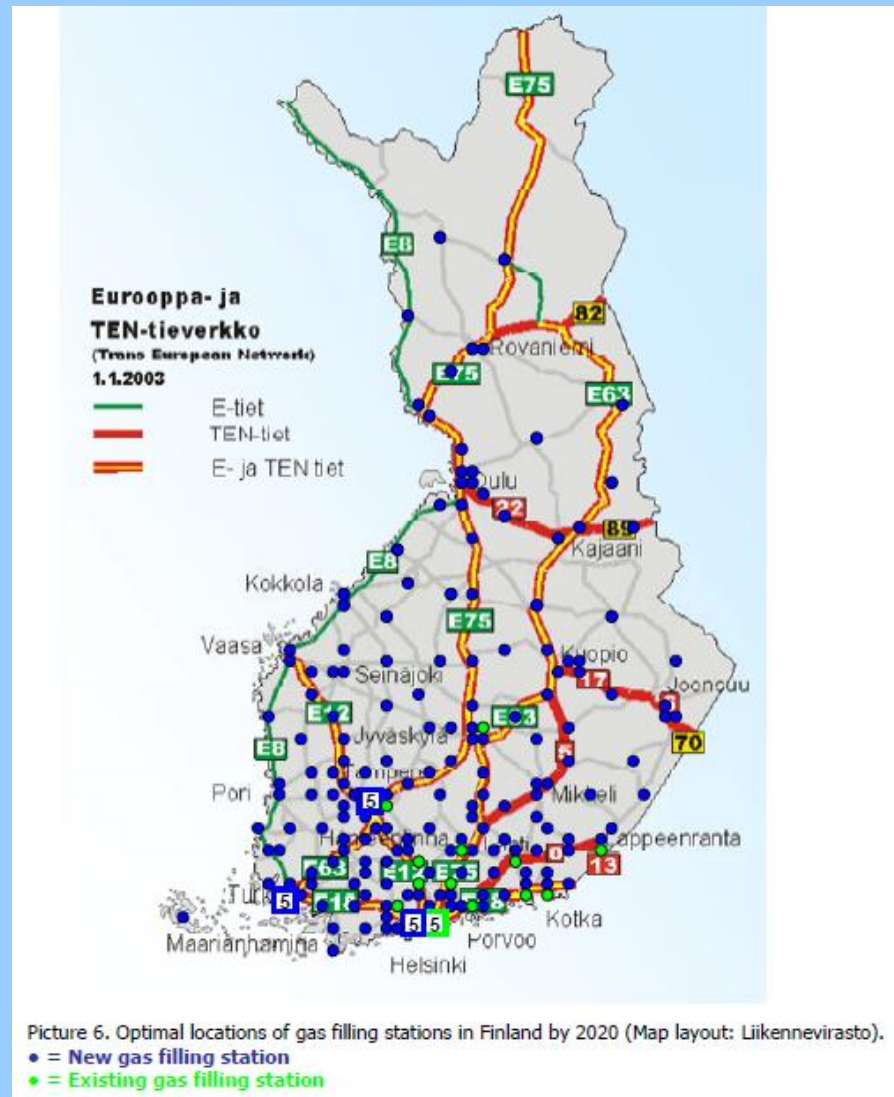 E75
E8
Eurooppa- ja
TEN-tieverkko
(Trans European Network)
1.1.2003
E-tiet
TEN-tiet
E- ja TEN tiet
82
Rovaniemi
E75
E63
Oulu
22
89
Kajaani
E8
Kokkola
E75
Vaasa
Kuopio
Seinäjoki
17
Joensuu
E12
E63
E8
Jyväskylä
5
70
Pori
5
Mikkeli
Lappeenranta
13
E63
E12
E75
Turku
5
E18
Kotka
Maarianhamina
5
5
Porvoo
Helsinki
Picture 6. Optimal locations of gas filling stations in Finland by 2020 (Map layout: Liikennevirasto).
• = New gas filling station
• = Existing gas filling station